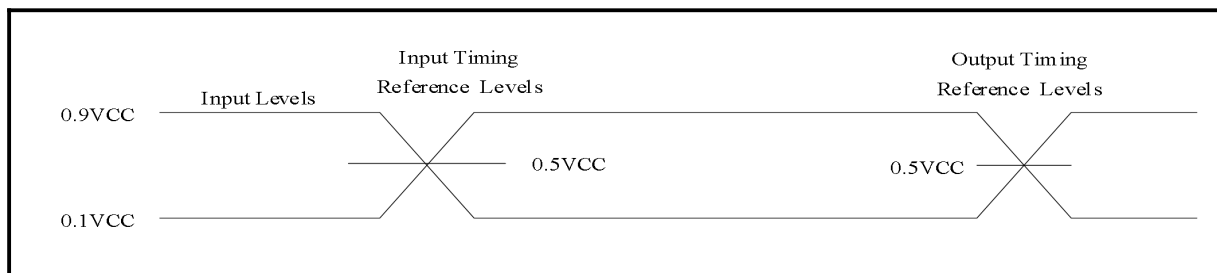 Input Timing
Reference Levels
Output Timing
Reference Levels
Input Levels
0.9VCC
0.5VCC
0.5VCC
0.1VCC